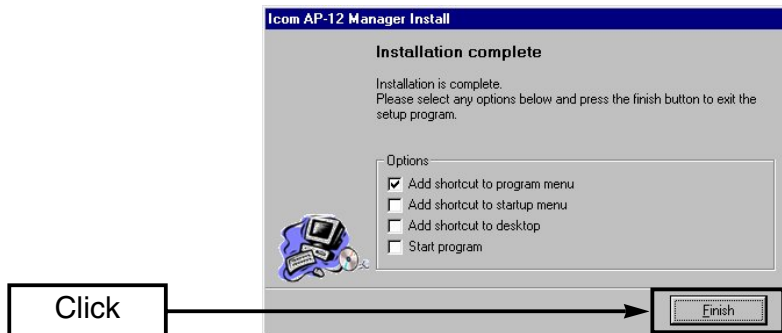 Icom AP-12 Manager Install
Installation complete
Installation is complete.
Please select any options below and press the finish button to exit the
setup program.
Options
Add shortcut to program menu
Add shortcut to startup menu
Add shortcut to desktop
Start program
Click
Finish